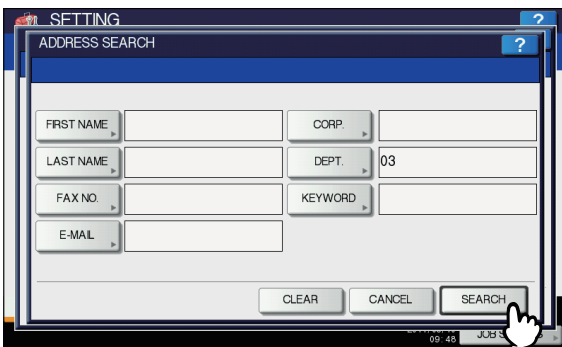 SETTING ?
ADDRESS SEARCH ?
FIRST NAME CORP.
LAST NAME DEPT. 03
FAX NO. KEYWORD
E-MAIL
CLEAR CANCEL SEARCH
09:48 JOB